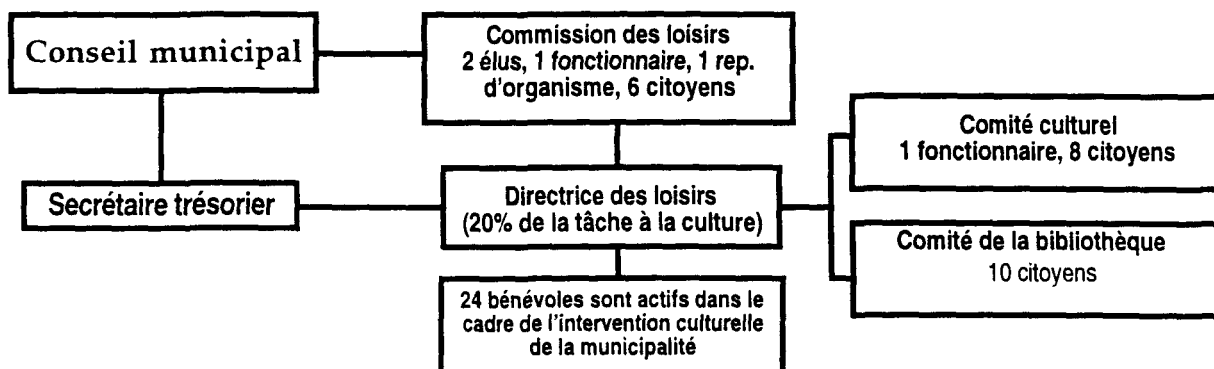 Conseil municipal
Commission des loisirs
2 élus, 1 fonctionnaire, 1 rep.
d'organisme, 6 citoyens
Comité culturel
1 fonctionnaire, 8 citoyens
Secrétaire trésorier
Directrice des loisirs
(20% de la tâche à la culture)
Comité de la bibliothèque
10 citoyens
24 bénévoles sont actifs dans le
cadre de l'intervention culturelle
de la municipalité